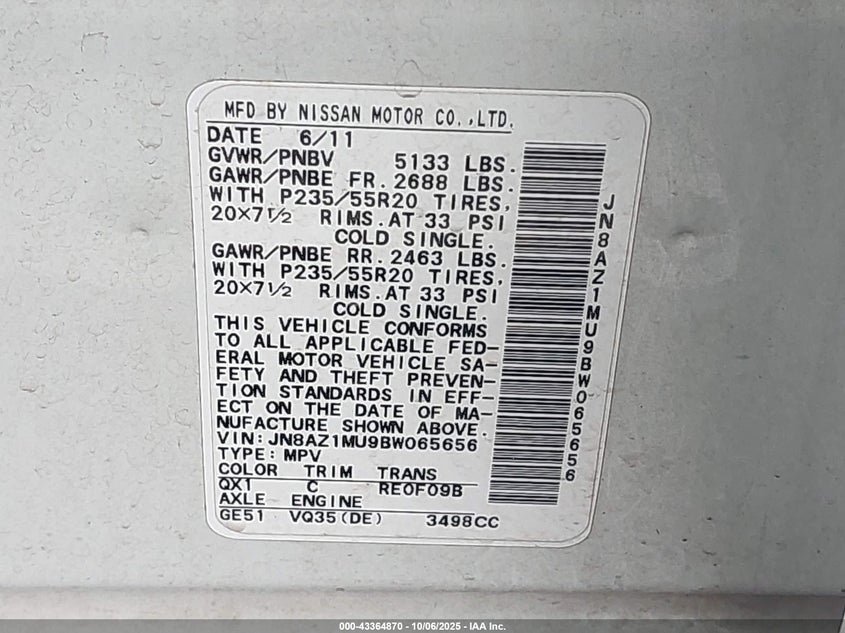 MFD BY NISSAN MOTOR CO.,LTD.
DATE 6/11
GVWR/PNBV 5133 LBS.
GAWR/PNBE FR. 2688 LBS.
WITH P235/55R20 TIRES,
20×7½ RIMS.AT 33 PSI
COLD SINGLE.
GAWR/PNBE RR. 2463 LBS.
WITH P235/55R20 TIRES,
20×7½ RIMS.AT 33 PSI
COLD SINGLE.
THIS VEHICLE CONFORMS
TO ALL APPLICABLE FED-
ERAL MOTOR VEHICLE SA-
FETY AND THEFT PREVEN-
TION STANDARDS IN EFF-
ECT ON THE DATE OF MA-
NUFACTURE SHOWN ABOVE.
VIN:JN8AZ1MU9BW065656
TYPE:MPV
COLOR TRIM TRANS
QX1 C RE0F09B
AXLE ENGINE
GE51 VQ35(DE) 3498CC
JN8AZ1MU9BW065656
000-43364870 - 10/06/2025 - IAA Inc.